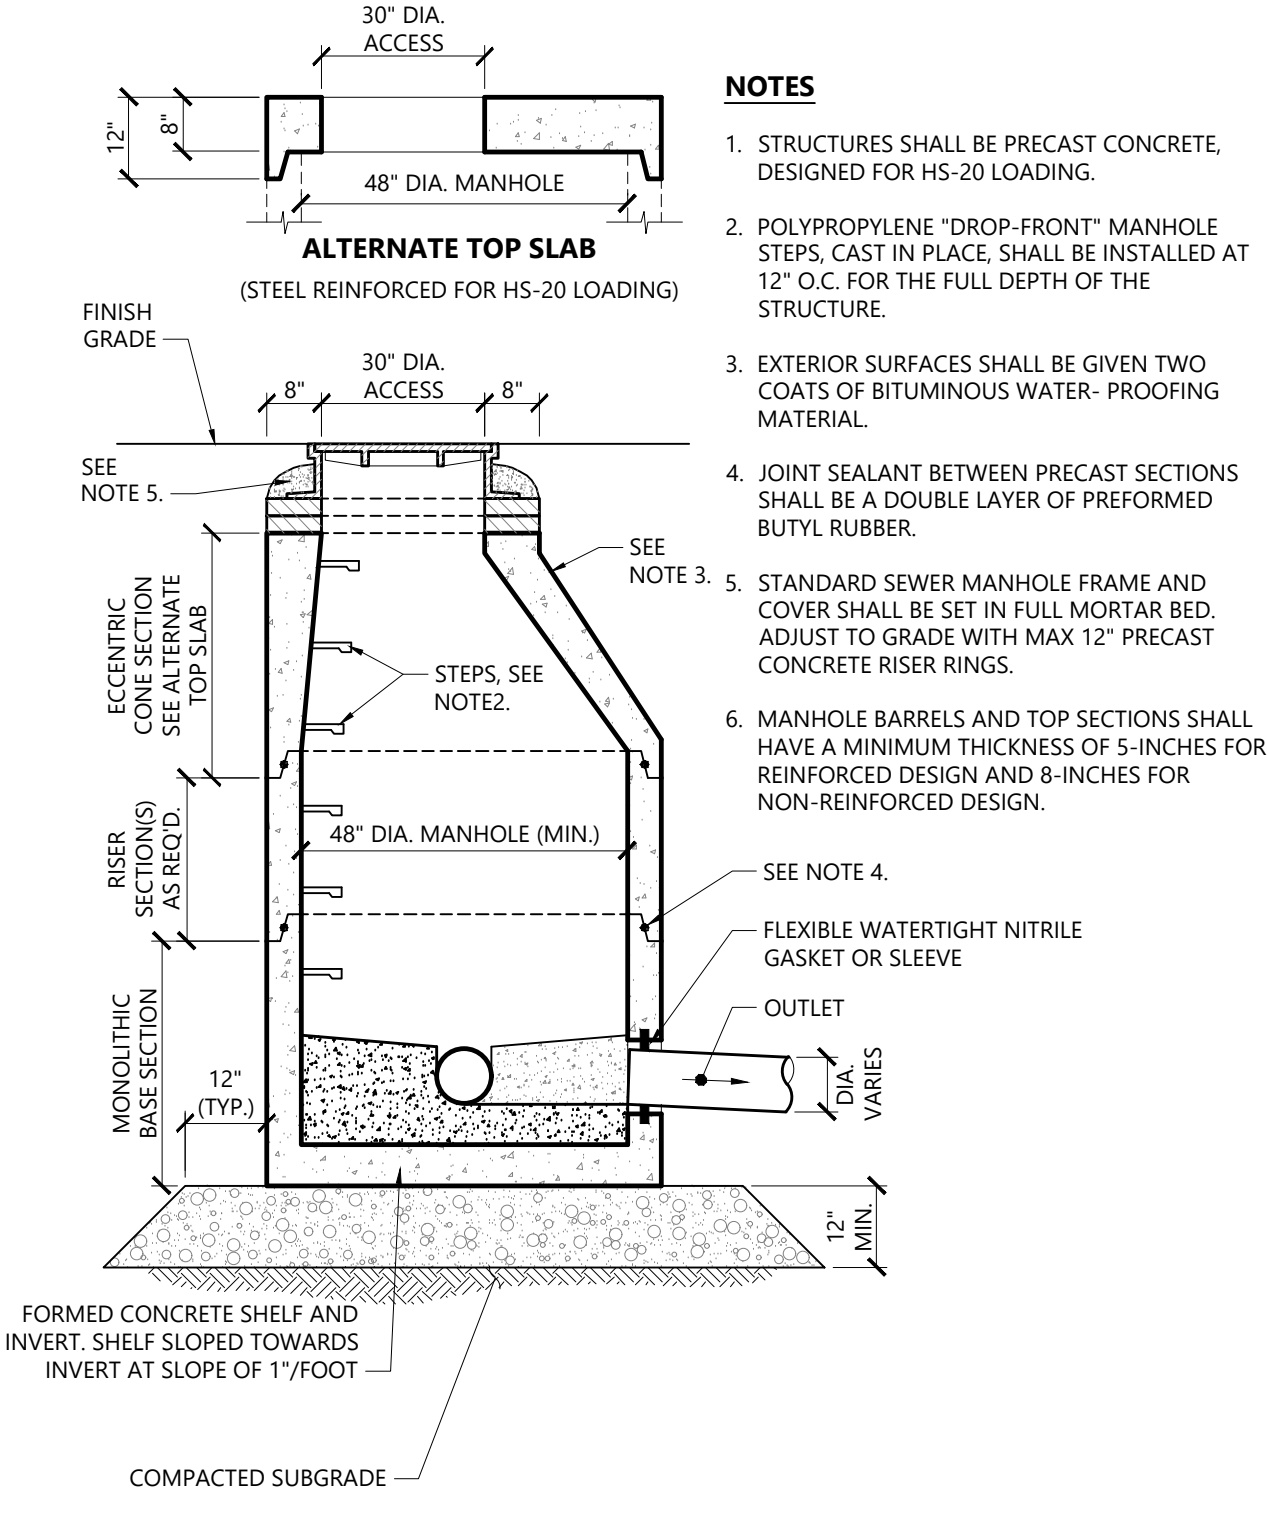 30" DIA.
ACCESS
12"
8"
48" DIA. MANHOLE
ALTERNATE TOP SLAB
(STEEL REINFORCED FOR HS-20 LOADING)
FINISH
GRADE
30" DIA.
ACCESS
8"
8"
SEE
NOTE 5.
SEE
NOTE 3.
ECCENTRIC
CONE SECTION
SEE ALTERNATE
TOP SLAB
STEPS, SEE
NOTE2.
RISER
SECTION(S)
AS REQ'D.
48" DIA. MANHOLE (MIN.)
SEE NOTE 4.
FLEXIBLE WATERTIGHT NITRILE
GASKET OR SLEEVE
OUTLET
MONOLITHIC
BASE SECTION
12"
(TYP.)
DIA.
VARIES
12"
MIN.
FORMED CONCRETE SHELF AND
INVERT. SHELF SLOPED TOWARDS
INVERT AT SLOPE OF 1"/FOOT
COMPACTED SUBGRADE
NOTES
1. STRUCTURES SHALL BE PRECAST CONCRETE,
DESIGNED FOR HS-20 LOADING.
2. POLYPROPYLENE "DROP-FRONT" MANHOLE
STEPS, CAST IN PLACE, SHALL BE INSTALLED AT
12" O.C. FOR THE FULL DEPTH OF THE
STRUCTURE.
3. EXTERIOR SURFACES SHALL BE GIVEN TWO
COATS OF BITUMINOUS WATER- PROOFING
MATERIAL.
4. JOINT SEALANT BETWEEN PRECAST SECTIONS
SHALL BE A DOUBLE LAYER OF PREFORMED
BUTYL RUBBER.
5. STANDARD SEWER MANHOLE FRAME AND
COVER SHALL BE SET IN FULL MORTAR BED.
ADJUST TO GRADE WITH MAX 12" PRECAST
CONCRETE RISER RINGS.
6. MANHOLE BARRELS AND TOP SECTIONS SHALL
HAVE A MINIMUM THICKNESS OF 5-INCHES FOR
REINFORCED DESIGN AND 8-INCHES FOR
NON-REINFORCED DESIGN.